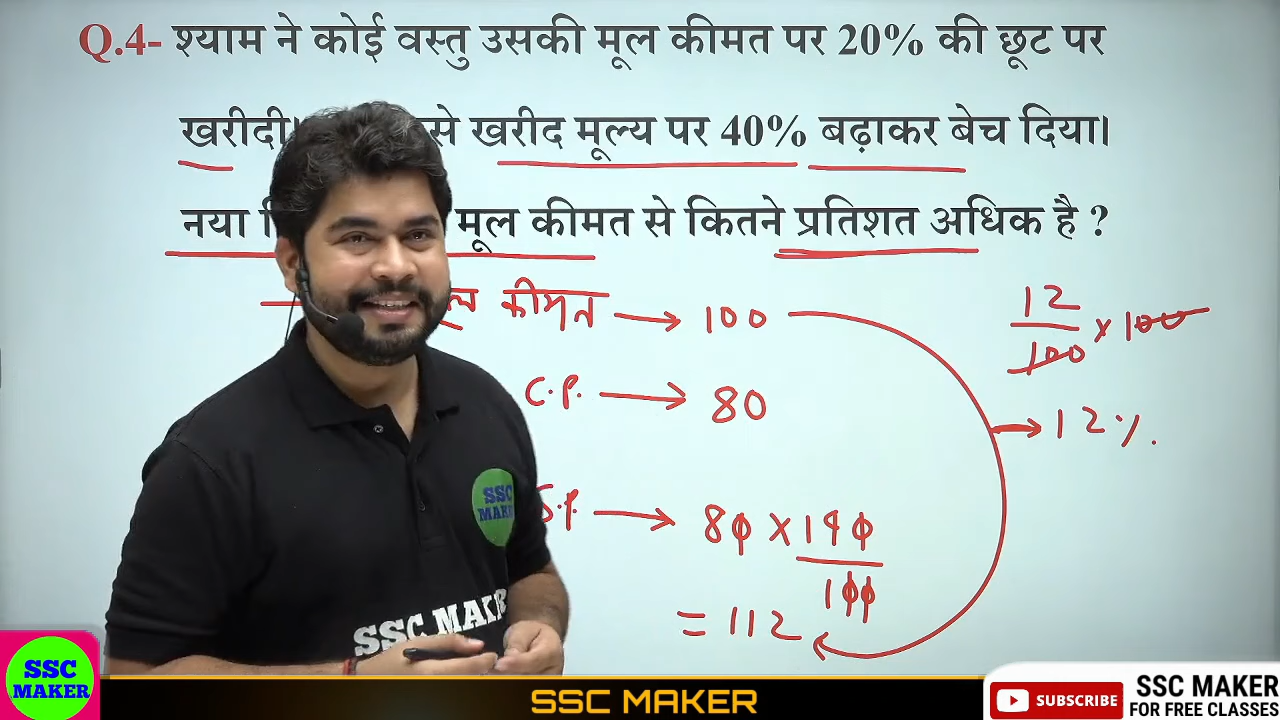 Q.4- श्याम ने कोई वस्तु उसकी मूल कीमत पर 20% की छूट पर
खरीदी। से खरीद मूल्य पर 40% बढ़ाकर बेच दिया।
नया मूल कीमत से कितने प्रतिशत अधिक है ?
कीमत → 100
C.P. → 80
S.P. → 80 × 140
100
= 112
12
100 × 100
→ 12%.
SSC
MAKER
SSC MAKER
SSC
MAKER
SSC MAKER
SUBSCRIBE
SSC MAKER
FOR FREE CLASSES